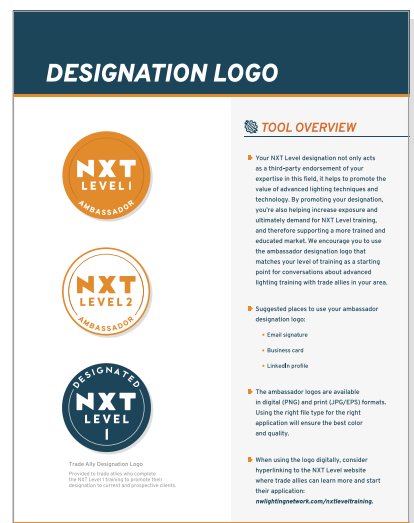 DESIGNATION LOGO
NXT
LEVEL 1
AMBASSADOR
NXT
LEVEL 2
AMBASSADOR
DESIGNATED
NXT
LEVEL
1
Trade Ally Designation Logo
Provided to trade allies who complete
the NXT Level 1 training to promote their
designation to current and prospective clients.
TOOL OVERVIEW
Your NXT Level designation not only acts
as a third-party endorsement of your
expertise in this field, it helps to promote the
value of advanced lighting techniques and
technology. By promoting your designation,
you're also helping increase exposure and
ultimately demand for NXT Level training,
and therefore supporting a more trained and
educated market. We encourage you to use
the ambassador designation logo that
matches your level of training as a starting
point for conversations about advanced
lighting training with trade allies in your area.
Suggested places to use your ambassador
designation logo:
• Email signature
• Business card
• LinkedIn profile
The ambassador logos are available
in digital (PNG) and print (JPG/EPS) formats.
Using the right file type for the right
application will ensure the best color
and quality.
When using the logo digitally, consider
hyperlinking to the NXT Level website
where trade allies can learn more and start
their application:
nwlightingnetwork.com/nxtleveltraining.